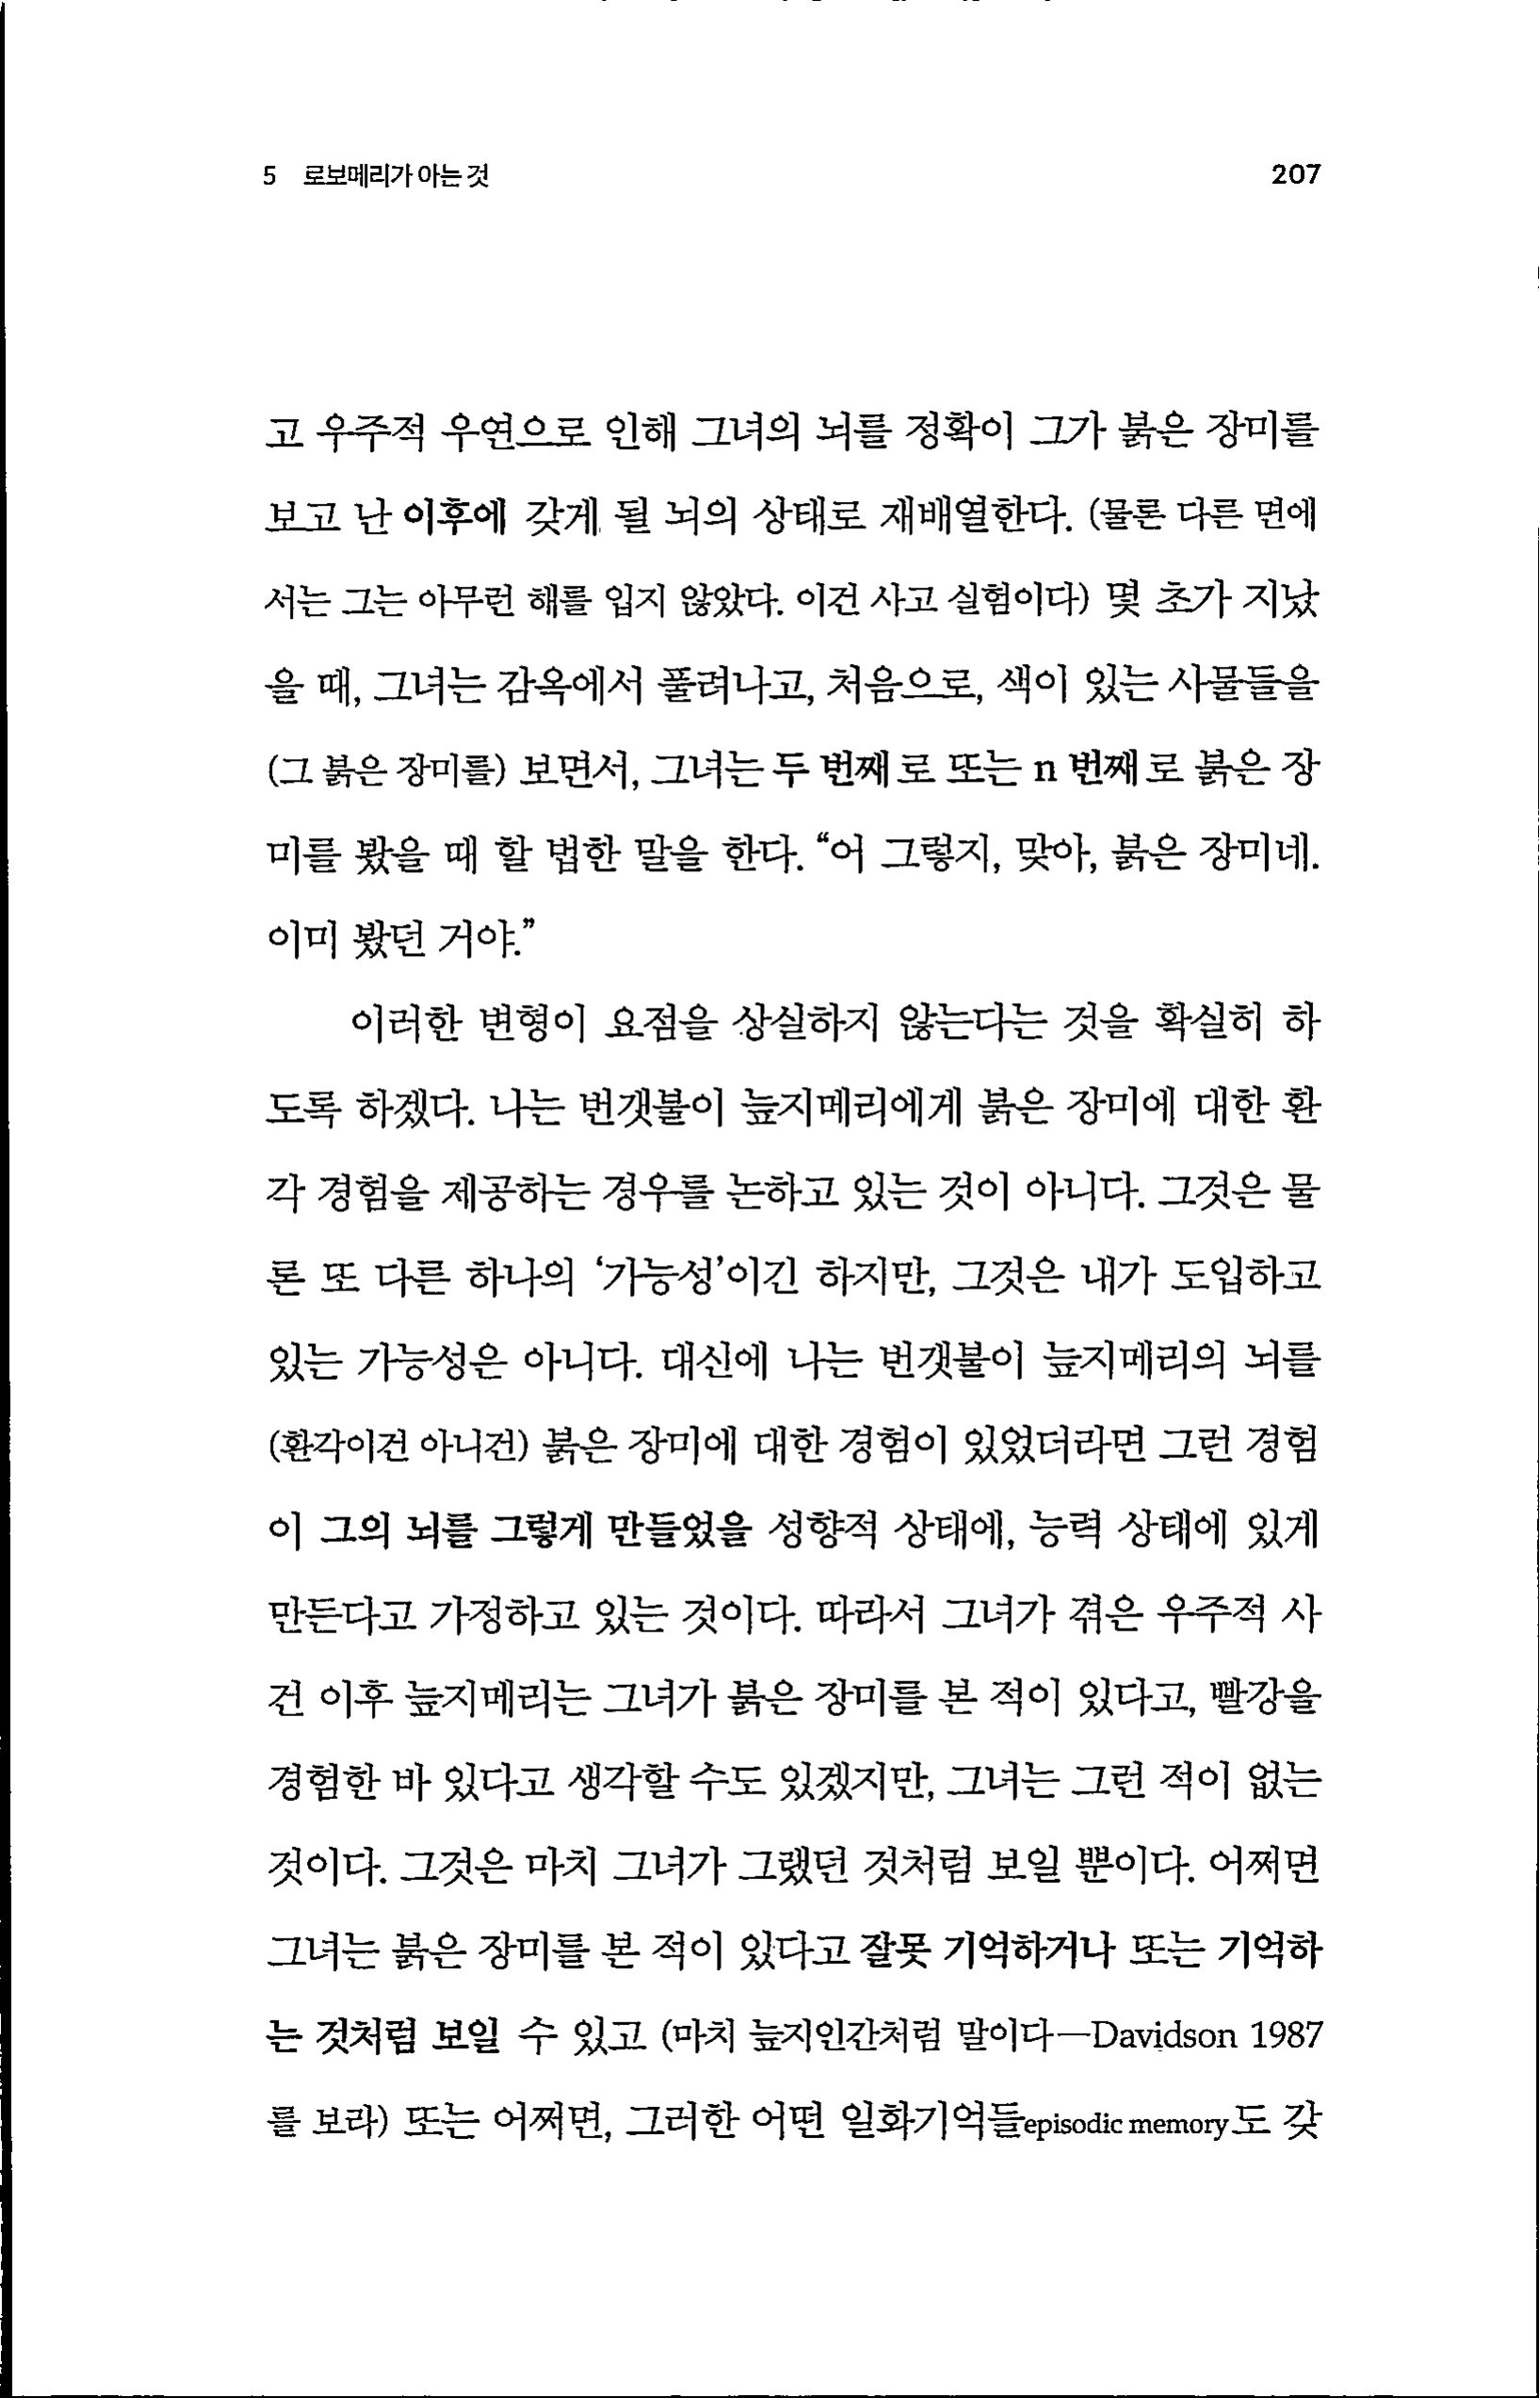 5 로보메리가 아는 것 207
고 우주적 우연으로 인해 그녀의 뇌를 정확이 그가 붉은 장미를
보고 난 이후에 갖게 될 뇌의 상태로 재배열한다. (물론 다른 면에
서는 그는 아무런 해를 입지 않았다. 이건 사고 실험이다) 몇 초가 지났
을 때, 그녀는 감옥에서 풀려나고, 처음으로, 색이 있는 사물들을
(그 붉은 장미를) 보면서, 그녀는 두 번째로 또는 n 번째로 붉은 장
미를 봤을 때 할 법한 말을 한다. “어 그렇지, 맞아, 붉은 장미네.
이미 봤던 거야.”
이러한 변형이 요점을 상실하지 않는다는 것을 확실히 하
도록 하겠다. 나는 번갯불이 늪지메리에게 붉은 장미에 대한 환
각 경험을 제공하는 경우를 논하고 있는 것이 아니다. 그것은 물
론 또 다른 하나의 ‘가능성’이긴 하지만, 그것은 내가 도입하고
있는 가능성은 아니다. 대신에 나는 번갯불이 늪지메리의 뇌를
(환각이건 아니건) 붉은 장미에 대한 경험이 있었더라면 그런 경험
이 그의 뇌를 그렇게 만들었을 성향적 상태에, 능력 상태에 있게
만든다고 가정하고 있는 것이다. 따라서 그녀가 겪은 우주적 사
건 이후 늪지메리는 그녀가 붉은 장미를 본 적이 있다고, 빨강을
경험한 바 있다고 생각할 수도 있겠지만, 그녀는 그런 적이 없는
것이다. 그것은 마치 그녀가 그랬던 것처럼 보일 뿐이다. 어쩌면
그녀는 붉은 장미를 본 적이 있다고 잘못 기억하거나 또는 기억하
는 것처럼 보일 수 있고 (마치 늪지인간처럼 말이다—Davidson 1987
를 보라) 또는 어쩌면, 그러한 어떤 일화기억들episodic memory도 갖